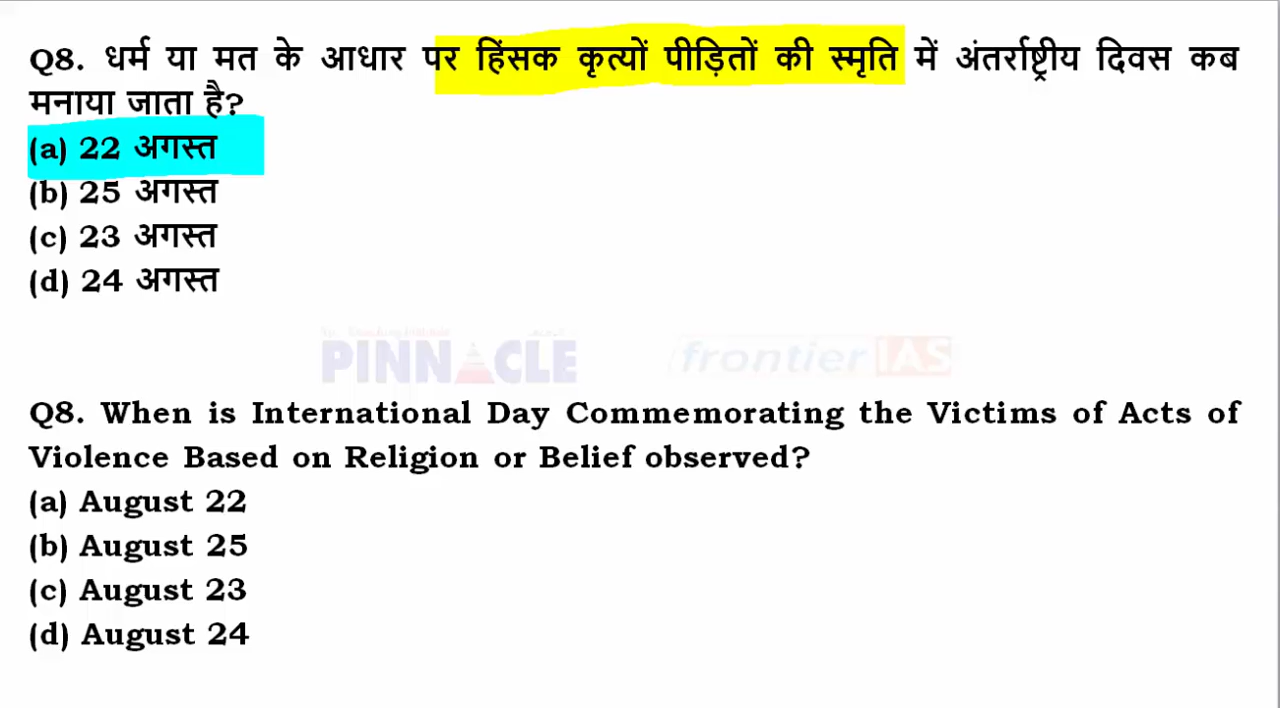 Q8. धर्म या मत के आधार पर हिंसक कृत्यों पीड़ितों की स्मृति में अंतर्राष्ट्रीय दिवस कब
मनाया जाता है?
(a) 22 अगस्त
(b) 25 अगस्त
(c) 23 अगस्त
(d) 24 अगस्त
PINNACLE
frontier IAS
Q8. When is International Day Commemorating the Victims of Acts of
Violence Based on Religion or Belief observed?
(a) August 22
(b) August 25
(c) August 23
(d) August 24